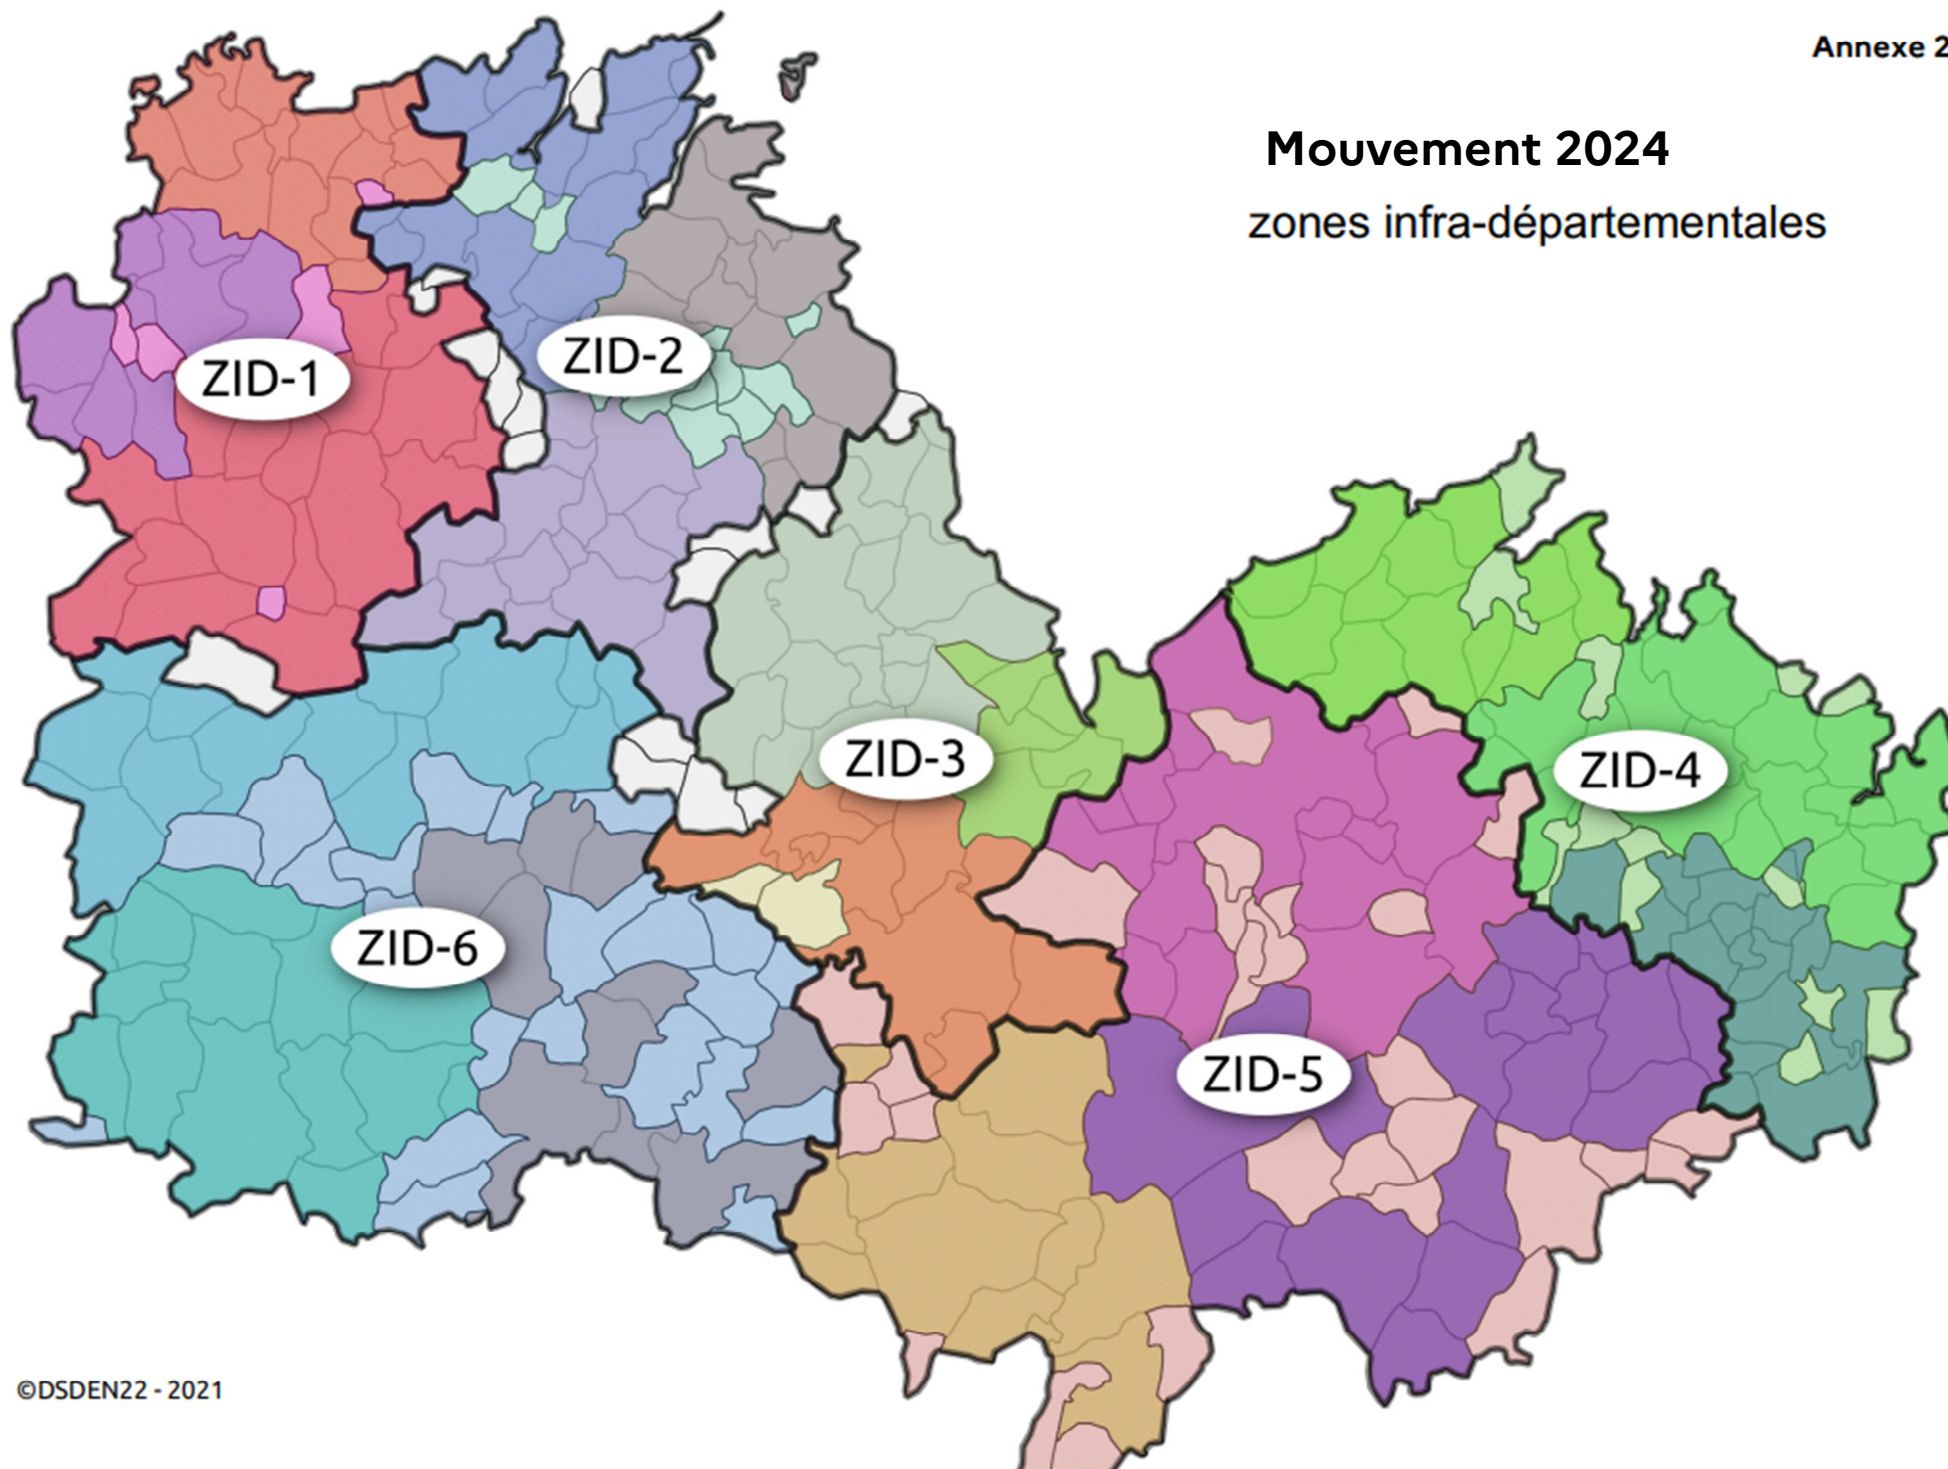 Annexe 2
Mouvement 2024
zones infra-départementales
ZID-1
ZID-2
ZID-3
ZID-4
ZID-5
ZID-6
©DSDEN22 - 2021